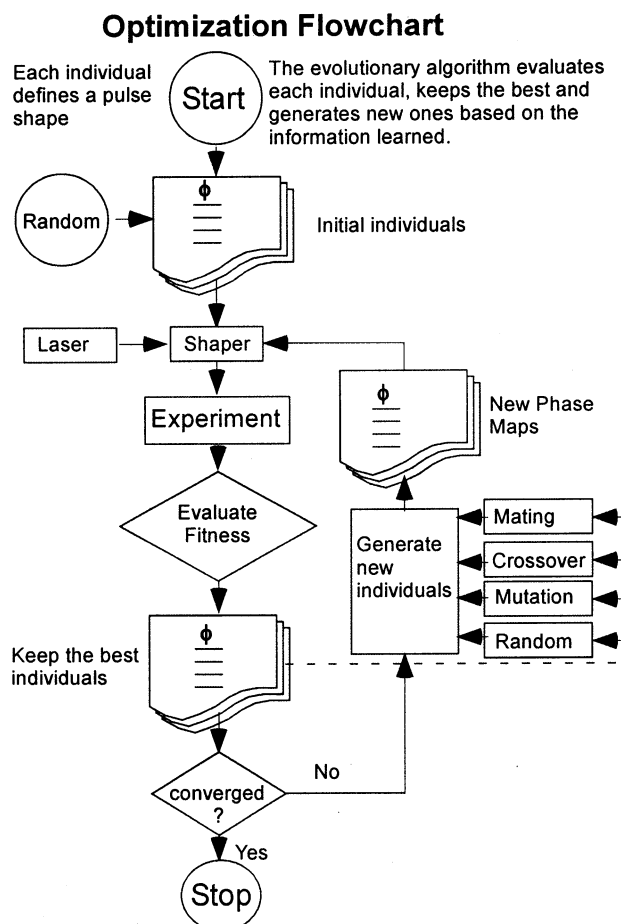 Optimization Flowchart
Each individual
defines a pulse
shape
Start
The evolutionary algorithm evaluates
each individual, keeps the best and
generates new ones based on the
information learned.
Random
ϕ
Initial individuals
Laser
Shaper
Experiment
ϕ
New Phase
Maps
Evaluate
Fitness
Generate
new
individuals
Mating
Crossover
Mutation
Random
Keep the best
individuals
ϕ
converged
?
No
Yes
Stop